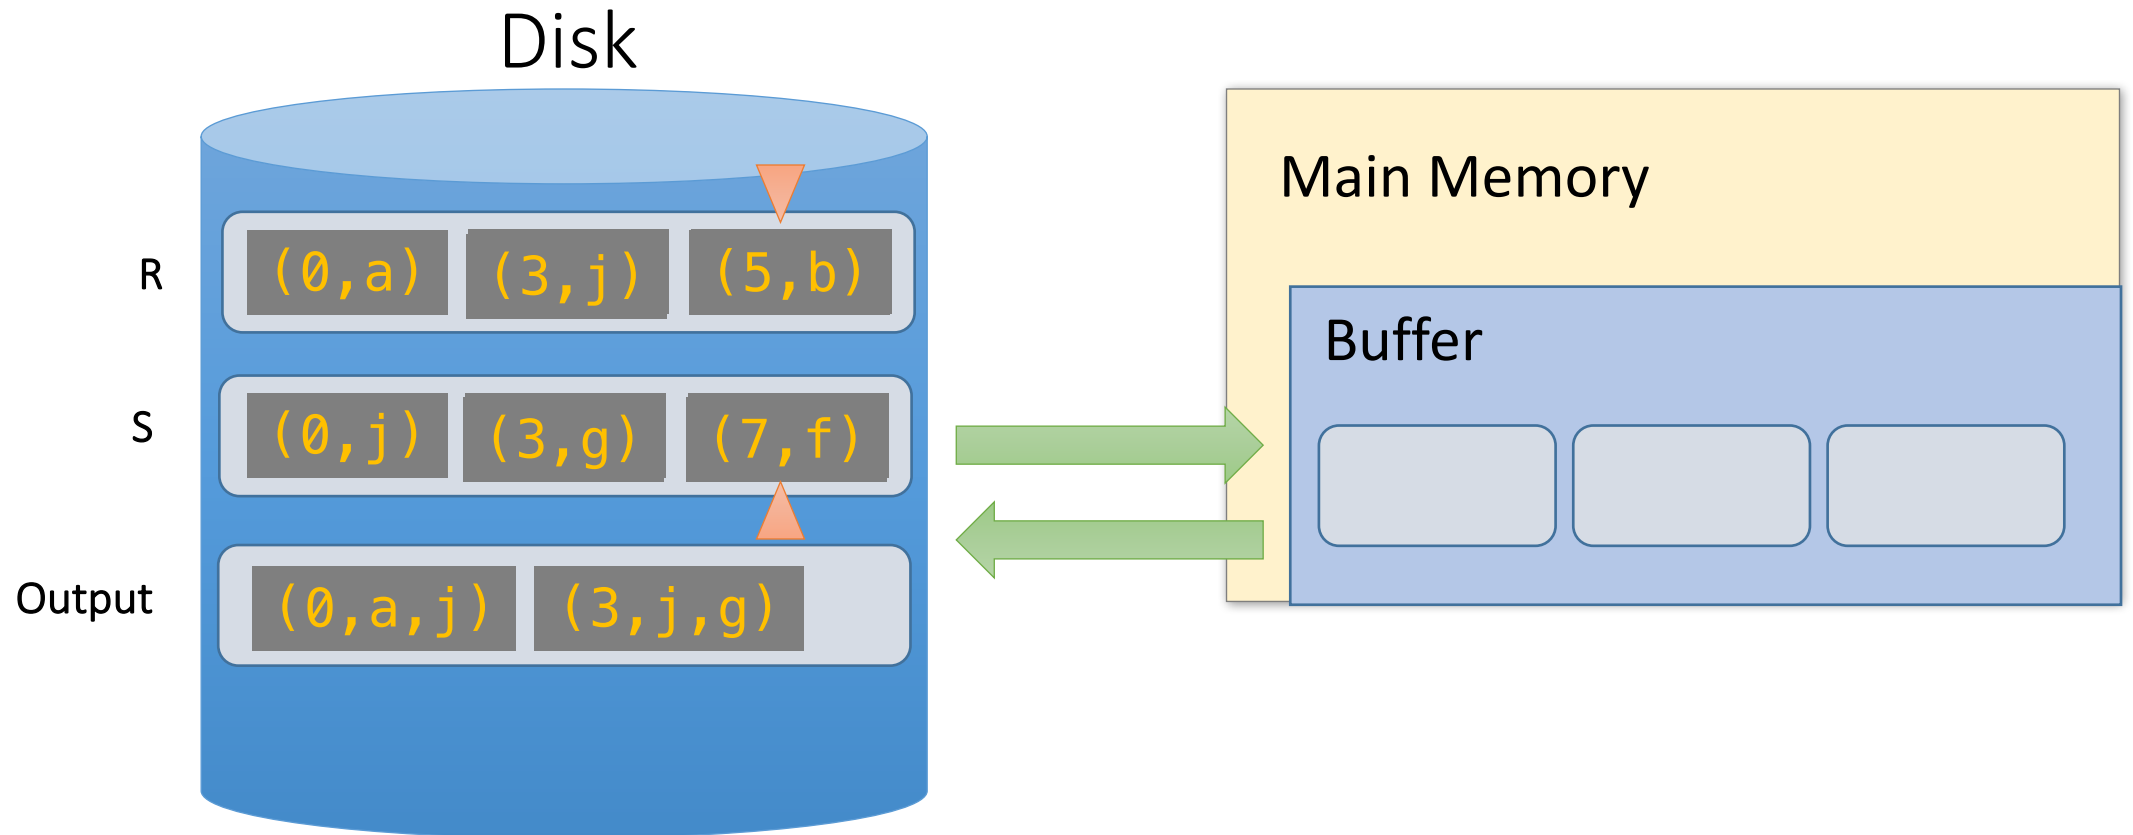 Disk
Main Memory
R
(0,a) (3,j) (5,b)
Buffer
S
(0,j) (3,g) (7,f)
Output
(0,a,j) (3,j,g)